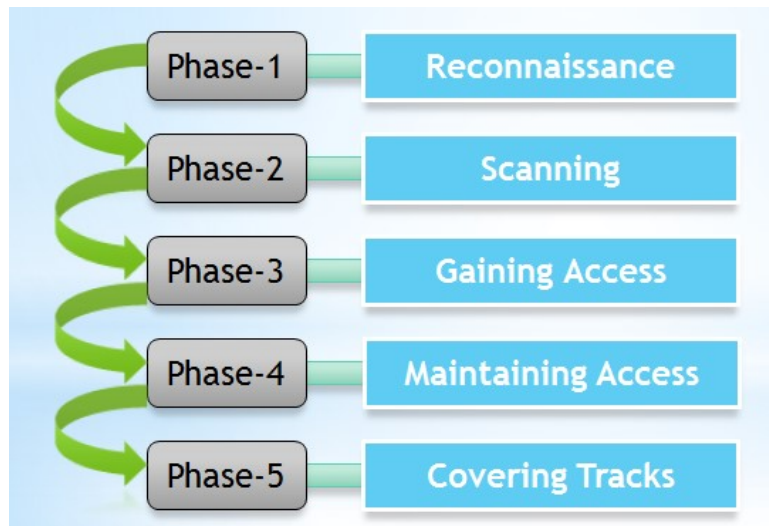 Phase-1 Reconnaissance
Phase-2 Scanning
Phase-3 Gaining Access
Phase-4 Maintaining Access
Phase-5 Covering Tracks